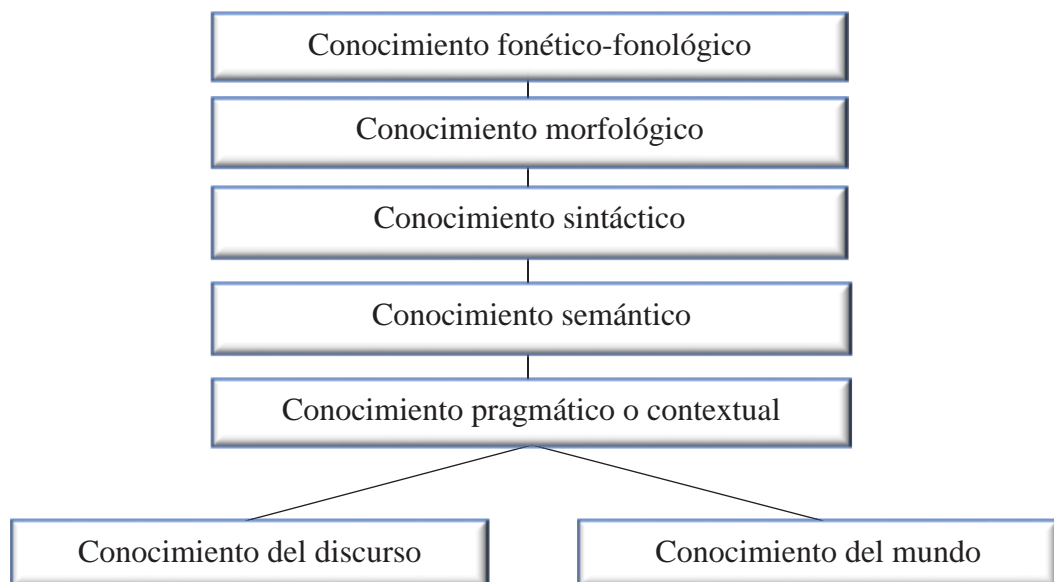 Conocimiento fonético-fonológico
Conocimiento morfológico
Conocimiento sintáctico
Conocimiento semántico
Conocimiento pragmático o contextual
Conocimiento del discurso
Conocimiento del mundo